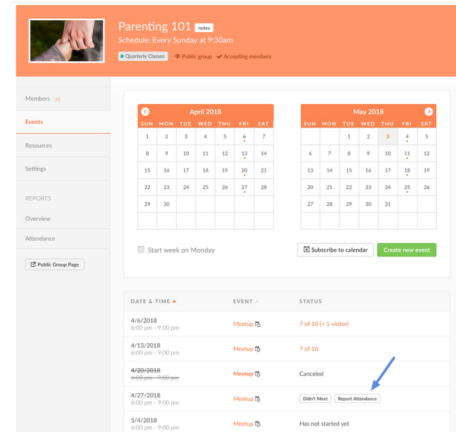 Parenting 101 notes
Schedule: Every Sunday at 9:30am
Quarterly Classes Public group Accepting members
Members 10
Events
Resources
Settings
REPORTS
Overview
Attendance
Public Group Page
April 2018
SUN MON TUE WED THU FRI SAT
1 2 3 4 5 6 7
8 9 10 11 12 13 14
15 16 17 18 19 20 21
22 23 24 25 26 27 28
29 30
May 2018
SUN MON TUE WED THU FRI SAT
1 2 3 4 5
6 7 8 9 10 11 12
13 14 15 16 17 18 19
20 21 22 23 24 25 26
27 28 29 30 31
Start week on Monday
Subscribe to calendar Create new event
DATE & TIME EVENT STATUS
4/6/2018
6:00 pm - 9:00 pm Meetup 7 of 10 (+ 1 visitor)
4/13/2018
6:00 pm - 9:00 pm Meetup 7 of 10
4/20/2018
6:00 pm - 9:00 pm Meetup Canceled
4/27/2018
6:00 pm - 9:00 pm Meetup Didn't Meet Report Attendance
5/4/2018
6:00 pm - 9:00 pm Meetup Has not started yet